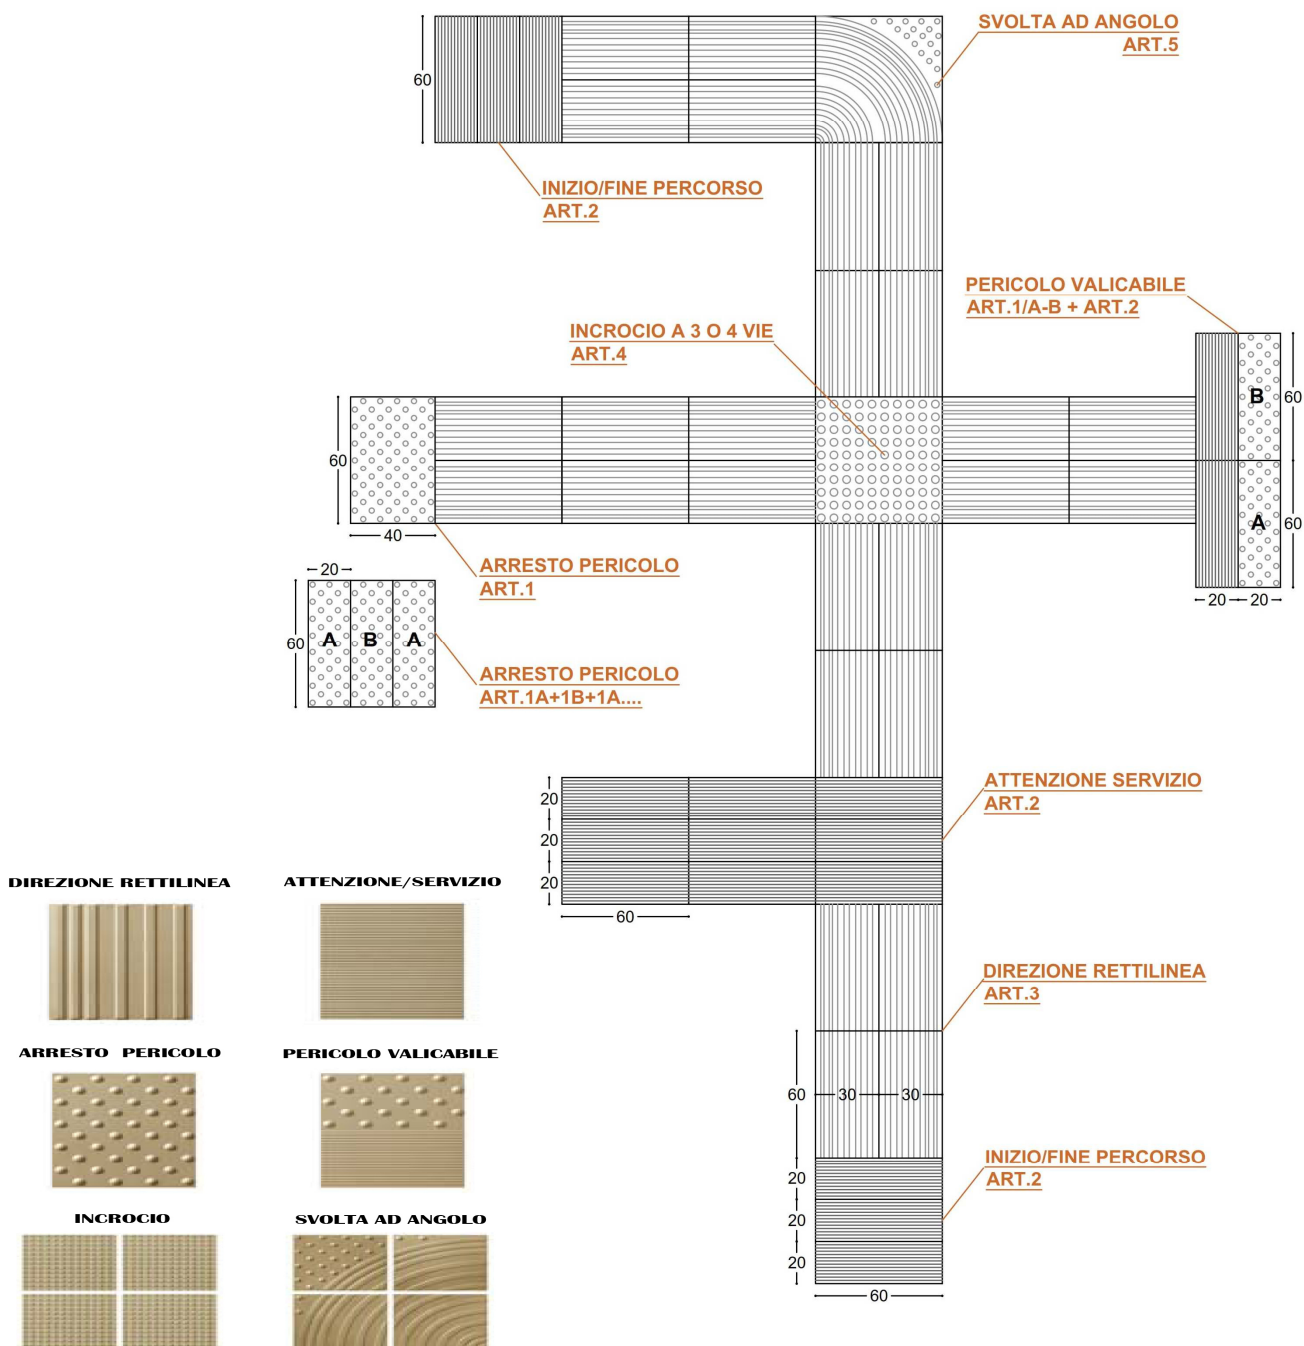 SVOLTA AD ANGOLO
ART.5
60
INIZIO/FINE PERCORSO
ART.2
PERICOLO VALICABILE
ART.1/A-B + ART.2
INCROCIO A 3 O 4 VIE
ART.4
B
60
60
A
60
40
20 20
ARRESTO PERICOLO
ART.1
20
60
A B A
ARRESTO PERICOLO
ART.1A+1B+1A....
ATTENZIONE SERVIZIO
ART.2
20
20
20
60
DIREZIONE RETTILINEA
ART.3
60
30 30
INIZIO/FINE PERCORSO
ART.2
20
20
20
60
DIREZIONE RETTILINEA
ATTENZIONE/SERVIZIO
ARRESTO PERICOLO
PERICOLO VALICABILE
INCROCIO
SVOLTA AD ANGOLO